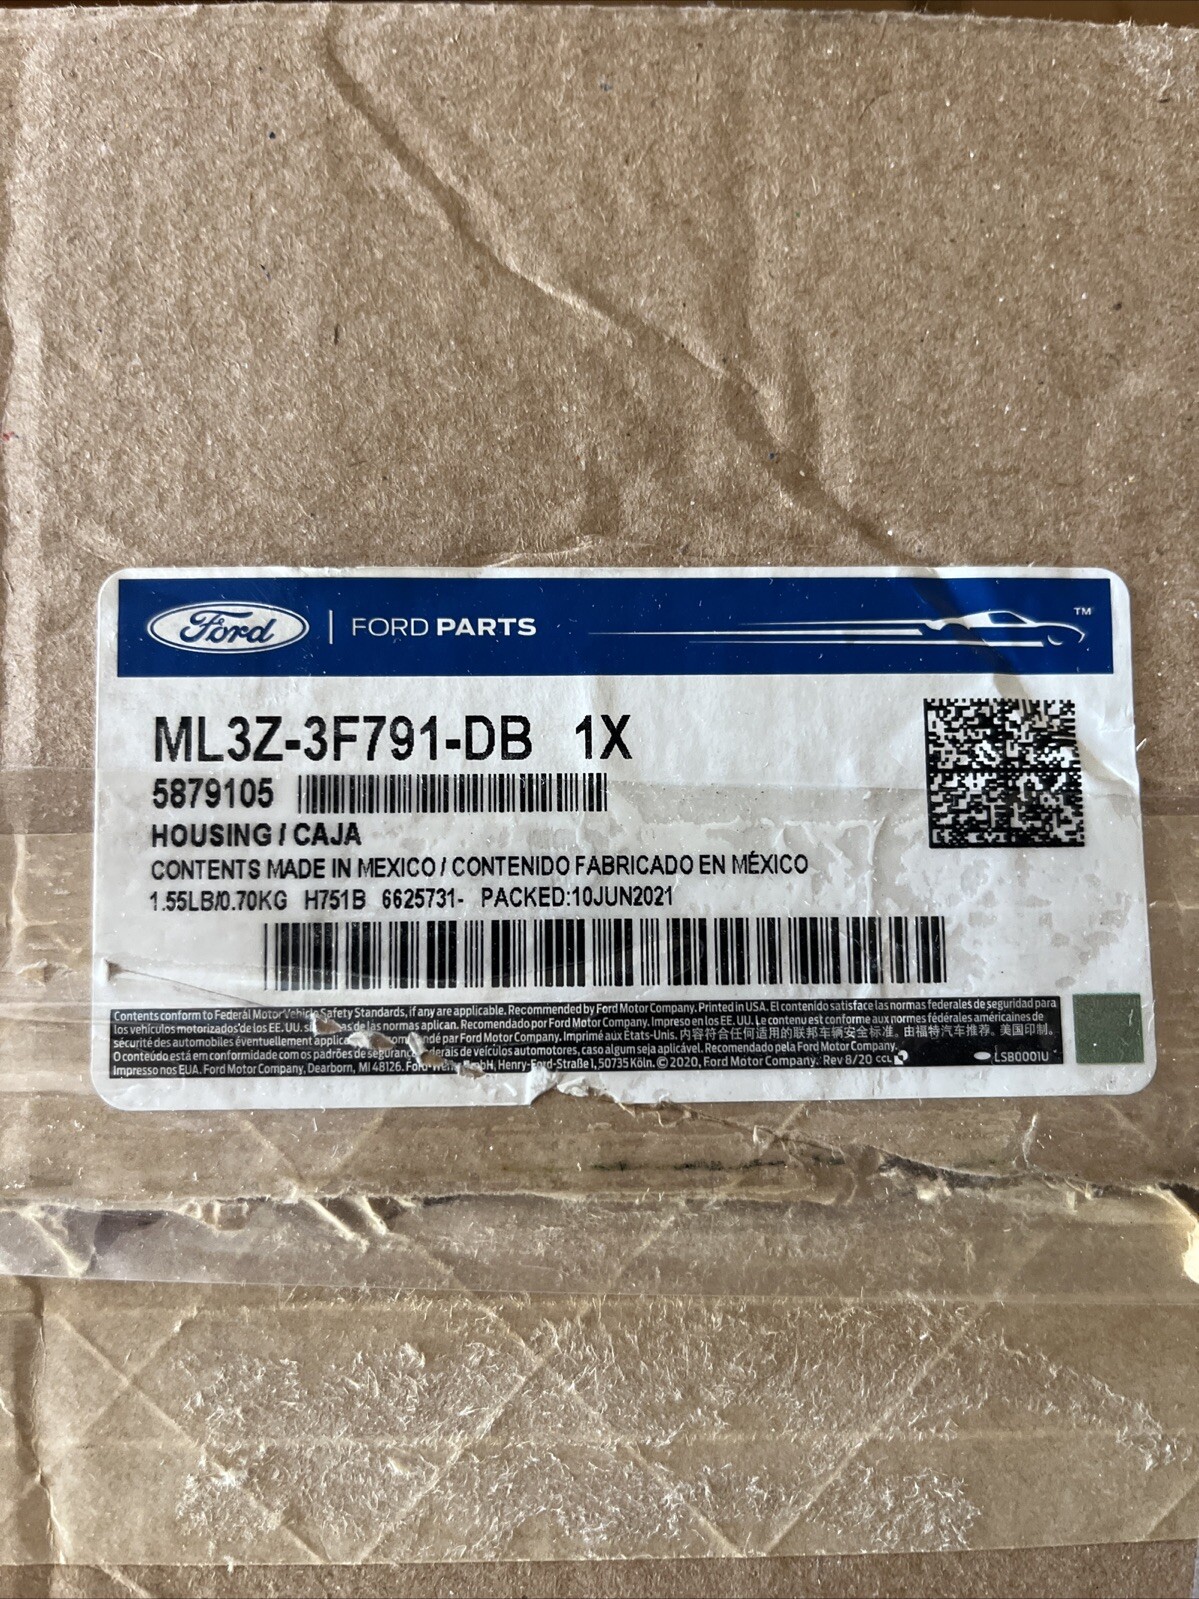 Ford | FORD PARTS ™
ML3Z-3F791-DB 1X
5879105
HOUSING / CAJA
CONTENTS MADE IN MEXICO / CONTENIDO FABRICADO EN MÉXICO
1.55LB/0.70KG H751B 6625731- PACKED:10JUN2021
Contents conform to Federal Motor Vehicle Safety Standards, if any are applicable. Recommended by Ford Motor Company. Printed in USA. El contenido satisface las normas federales de seguridad para
los vehículos motorizados de los EE. UU. de las normas aplican. Recomendado por Ford Motor Company. Impreso en los EE. UU. Le contenu est conforme aux normes fédérales américaines de
sécurité des automobiles éventuellement par Ford Motor Company. Imprimé aux États-Unis. 内容符合任何适用的联邦车辆安全标准。由福特汽车推荐。美国印制。
O conteúdo está em conformidade com os padrões de de veículos automotores, caso algum seja aplicável. Recomendado pela Ford Motor Company.
Impresso nos EUA. Ford Motor Company, Dearborn, MI 48126. Henry-Ford-Straße 1, 50735 Köln. © 2020, Ford Motor Company. Rev 8/20 CCL LSB0001U